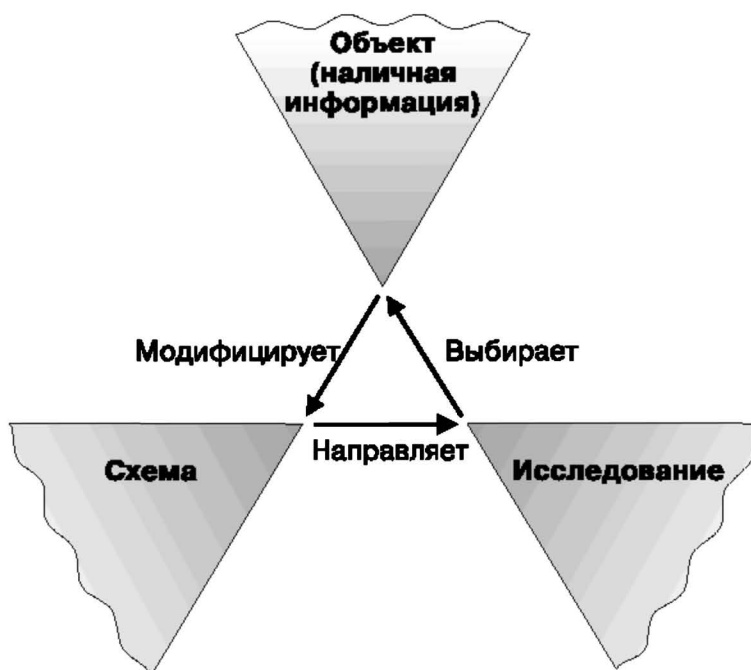 Объект
(наличная
информация)
Модифицирует
Выбирает
Направляет
Схема
Исследование